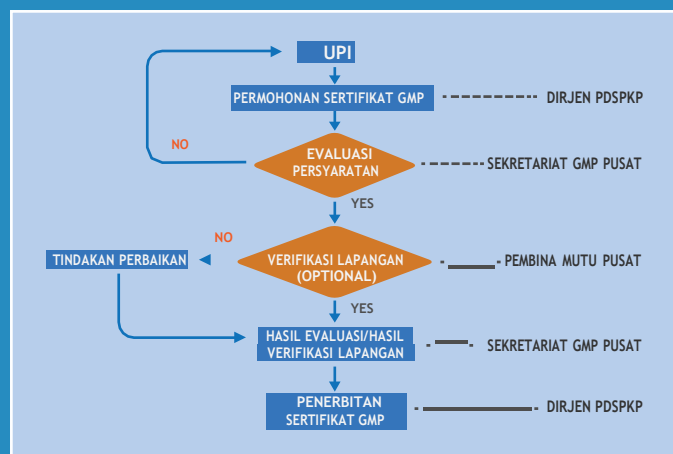 UPI
PERMOHONAN SERTIFIKAT GMP
DIRJEN PDSPKP
NO
EVALUASI
PERSYARATAN
SEKRETARIAT GMP PUSAT
YES
NO
TINDAKAN PERBAIKAN
VERIFIKASI LAPANGAN
(OPTIONAL)
PEMBINA MUTU PUSAT
YES
HASIL EVALUASI/HASIL
VERIFIKASI LAPANGAN
SEKRETARIAT GMP PUSAT
PENERBITAN
SERTIFIKAT GMP
DIRJEN PDSPKP